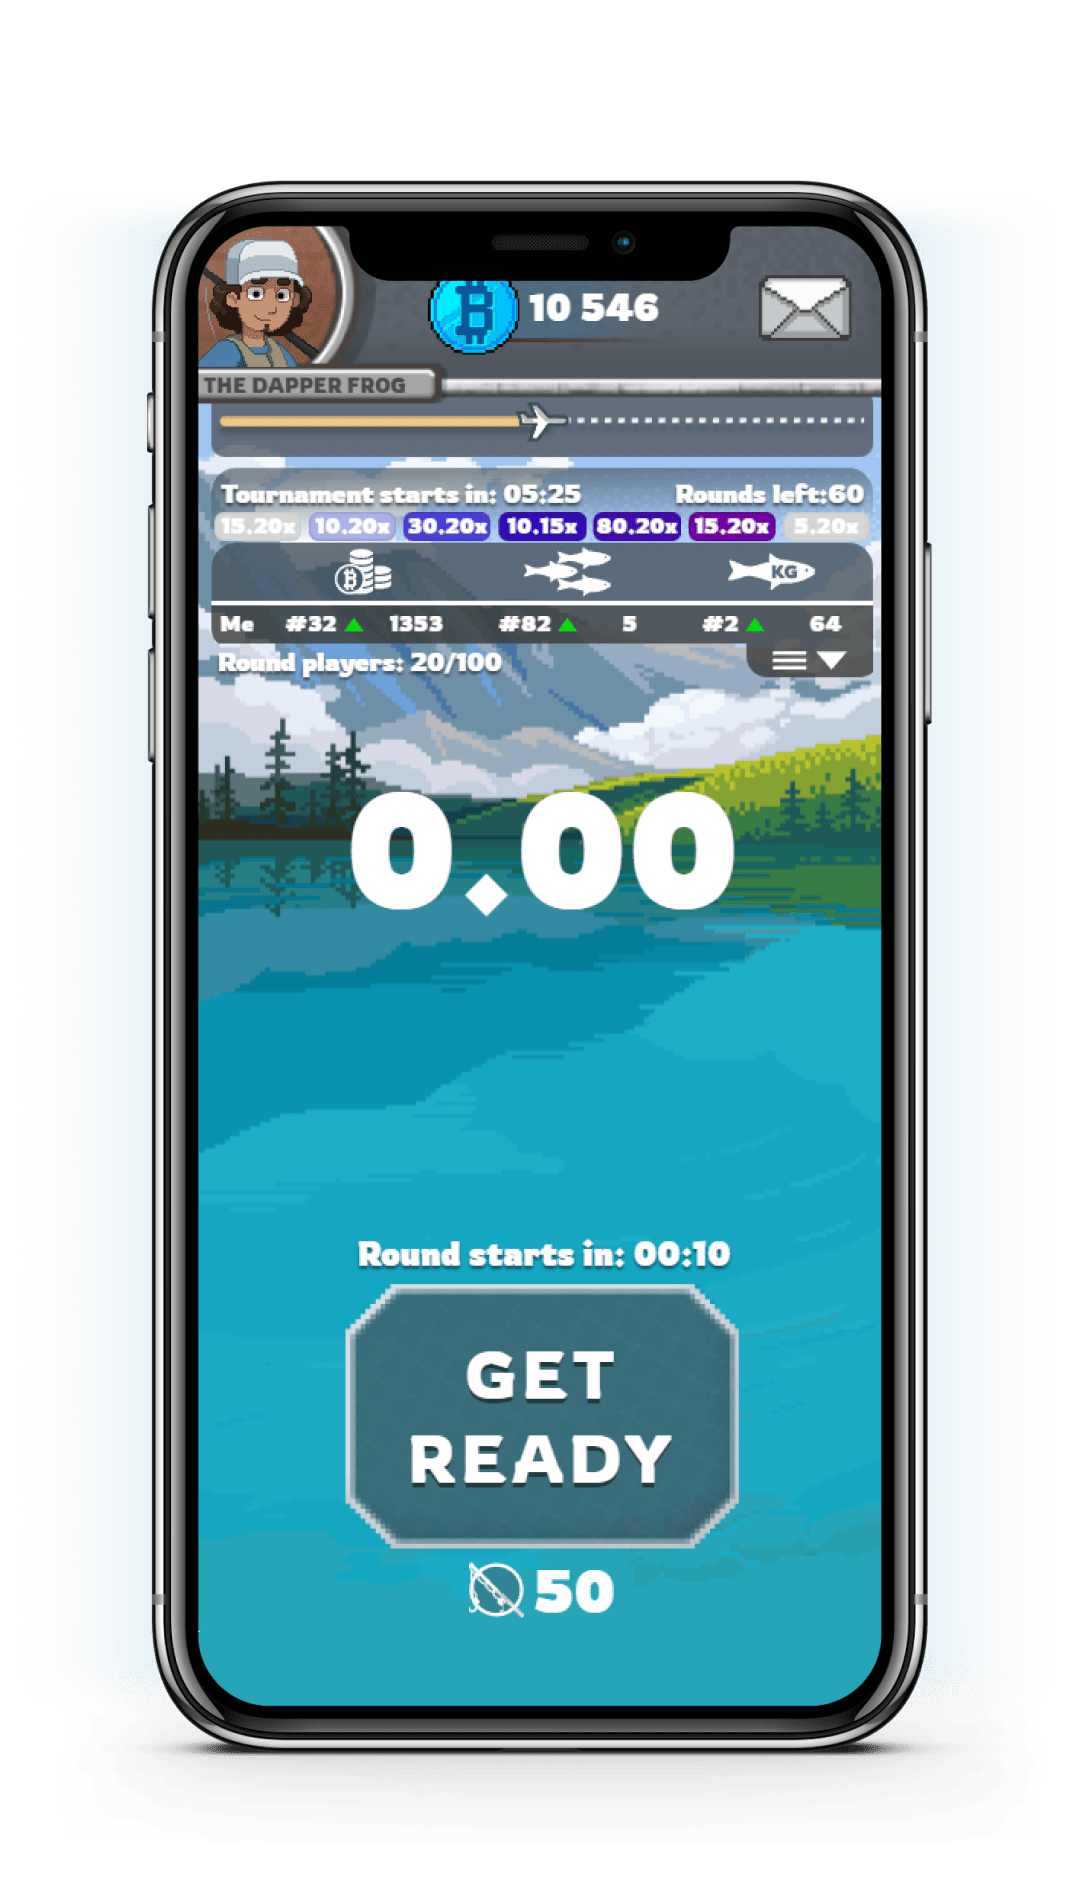 10 546
THE DAPPER FROG
Tournament starts in: 05:25 Rounds left:60
15.20x 10.20x 30.20x 10.15x 80.20x 15.20x 5.20x
KG
Me #32 1353 #82 5 #2 64
Round players: 20/100
0.00
Round starts in: 00:10
GET
READY
50